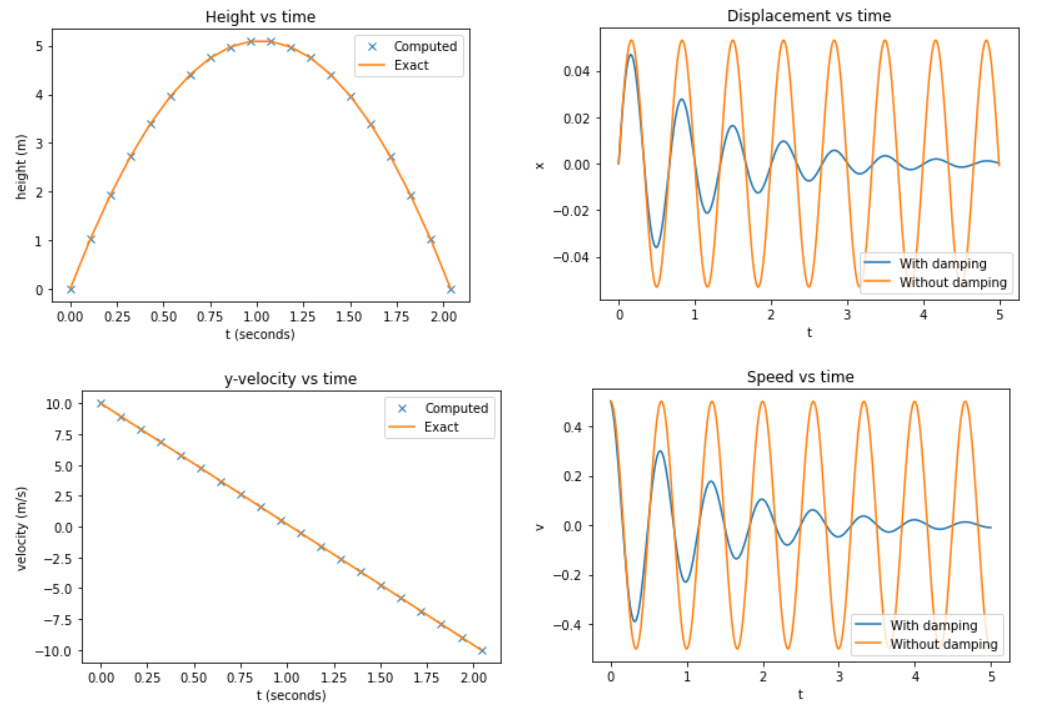 Height vs time
5
4
3
2
1
0
height (m)
Computed
Exact
0.00 0.25 0.50 0.75 1.00 1.25 1.50 1.75 2.00
t (seconds)
Displacement vs time
0.04
0.02
0.00
−0.02
−0.04
x
With damping
Without damping
0 1 2 3 4 5
t
y-velocity vs time
10.0
7.5
5.0
2.5
0.0
−2.5
−5.0
−7.5
−10.0
velocity (m/s)
Computed
Exact
0.00 0.25 0.50 0.75 1.00 1.25 1.50 1.75 2.00
t (seconds)
Speed vs time
0.4
0.2
0.0
−0.2
−0.4
v
With damping
Without damping
0 1 2 3 4 5
t